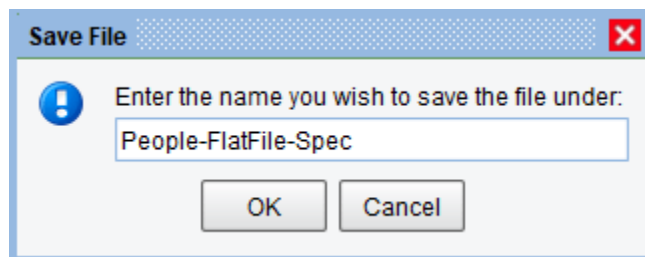 Save File
Enter the name you wish to save the file under:
People-FlatFile-Spec
OK Cancel